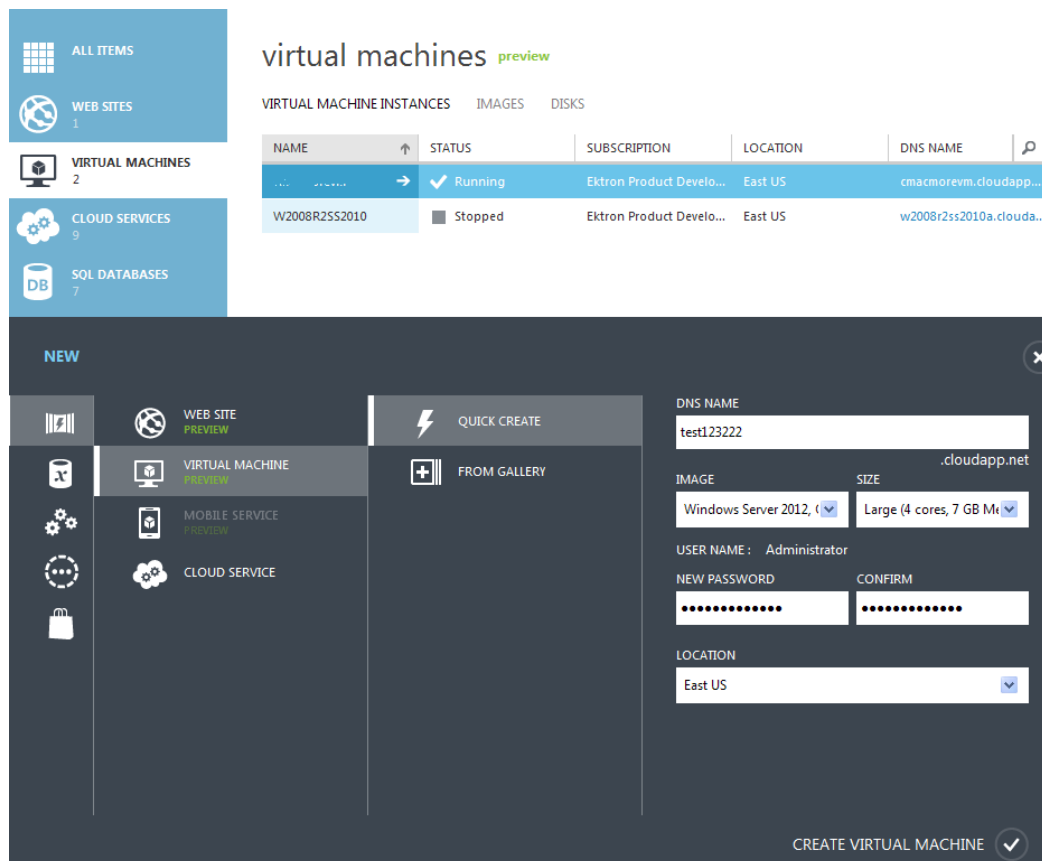 ALL ITEMS
WEB SITES
1
VIRTUAL MACHINES
2
CLOUD SERVICES
9
SQL DATABASES
7
DB
virtual machines preview
VIRTUAL MACHINE INSTANCES IMAGES DISKS
NAME STATUS SUBSCRIPTION LOCATION DNS NAME
Running Ektron Product Develo... East US cmacmorevm.cloudapp...
W2008R2SS2010 Stopped Ektron Product Develo... East US w2008r2ss2010a.clouda...
NEW
WEB SITE
PREVIEW
VIRTUAL MACHINE
PREVIEW
MOBILE SERVICE
PREVIEW
CLOUD SERVICE
QUICK CREATE
FROM GALLERY
DNS NAME
test123222
.cloudapp.net
IMAGE SIZE
Windows Server 2012, Large (4 cores, 7 GB
USER NAME : Administrator
NEW PASSWORD CONFIRM
LOCATION
East US
CREATE VIRTUAL MACHINE